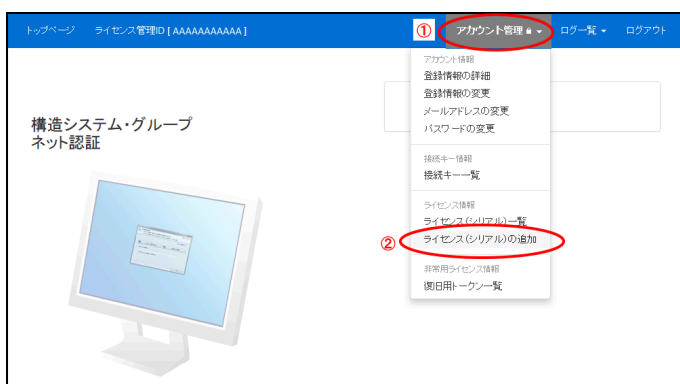 トップページ ライセンス管理ID [ AAAAAAAAAAA ] ① アカウント管理 ログ一覧 ログアウト
アカウント情報
登録情報の詳細
登録情報の変更
メールアドレスの変更
パスワードの変更
接続キー情報
接続キー一覧
ライセンス情報
ライセンス(シリアル)一覧
② ライセンス(シリアル)の追加
非常用ライセンス情報
復旧用トークン一覧
構造システム・グループ
ネット認証